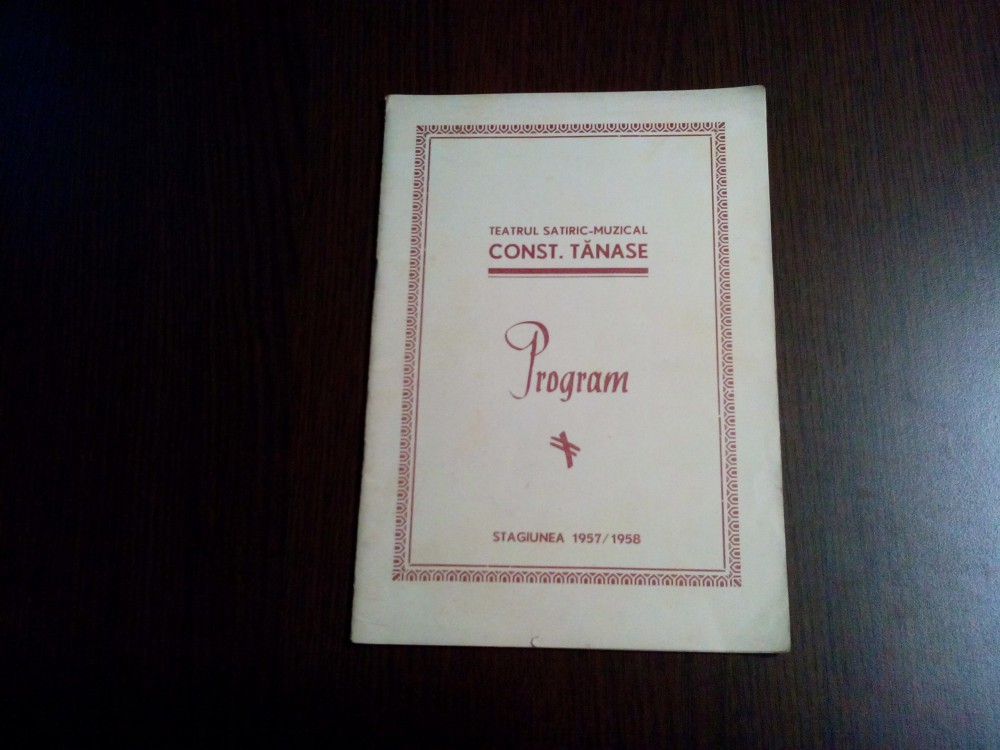 TEATRUL SATIRIC-MUZICAL
CONST. TĂNASE
Program
STAGIUNEA 1957/1958